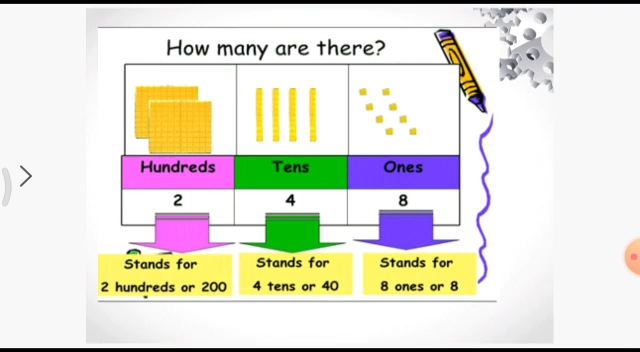 How many are there?
Hundreds Tens Ones
2 4 8
Stands for Stands for Stands for
2 hundreds or 200 4 tens or 40 8 ones or 8